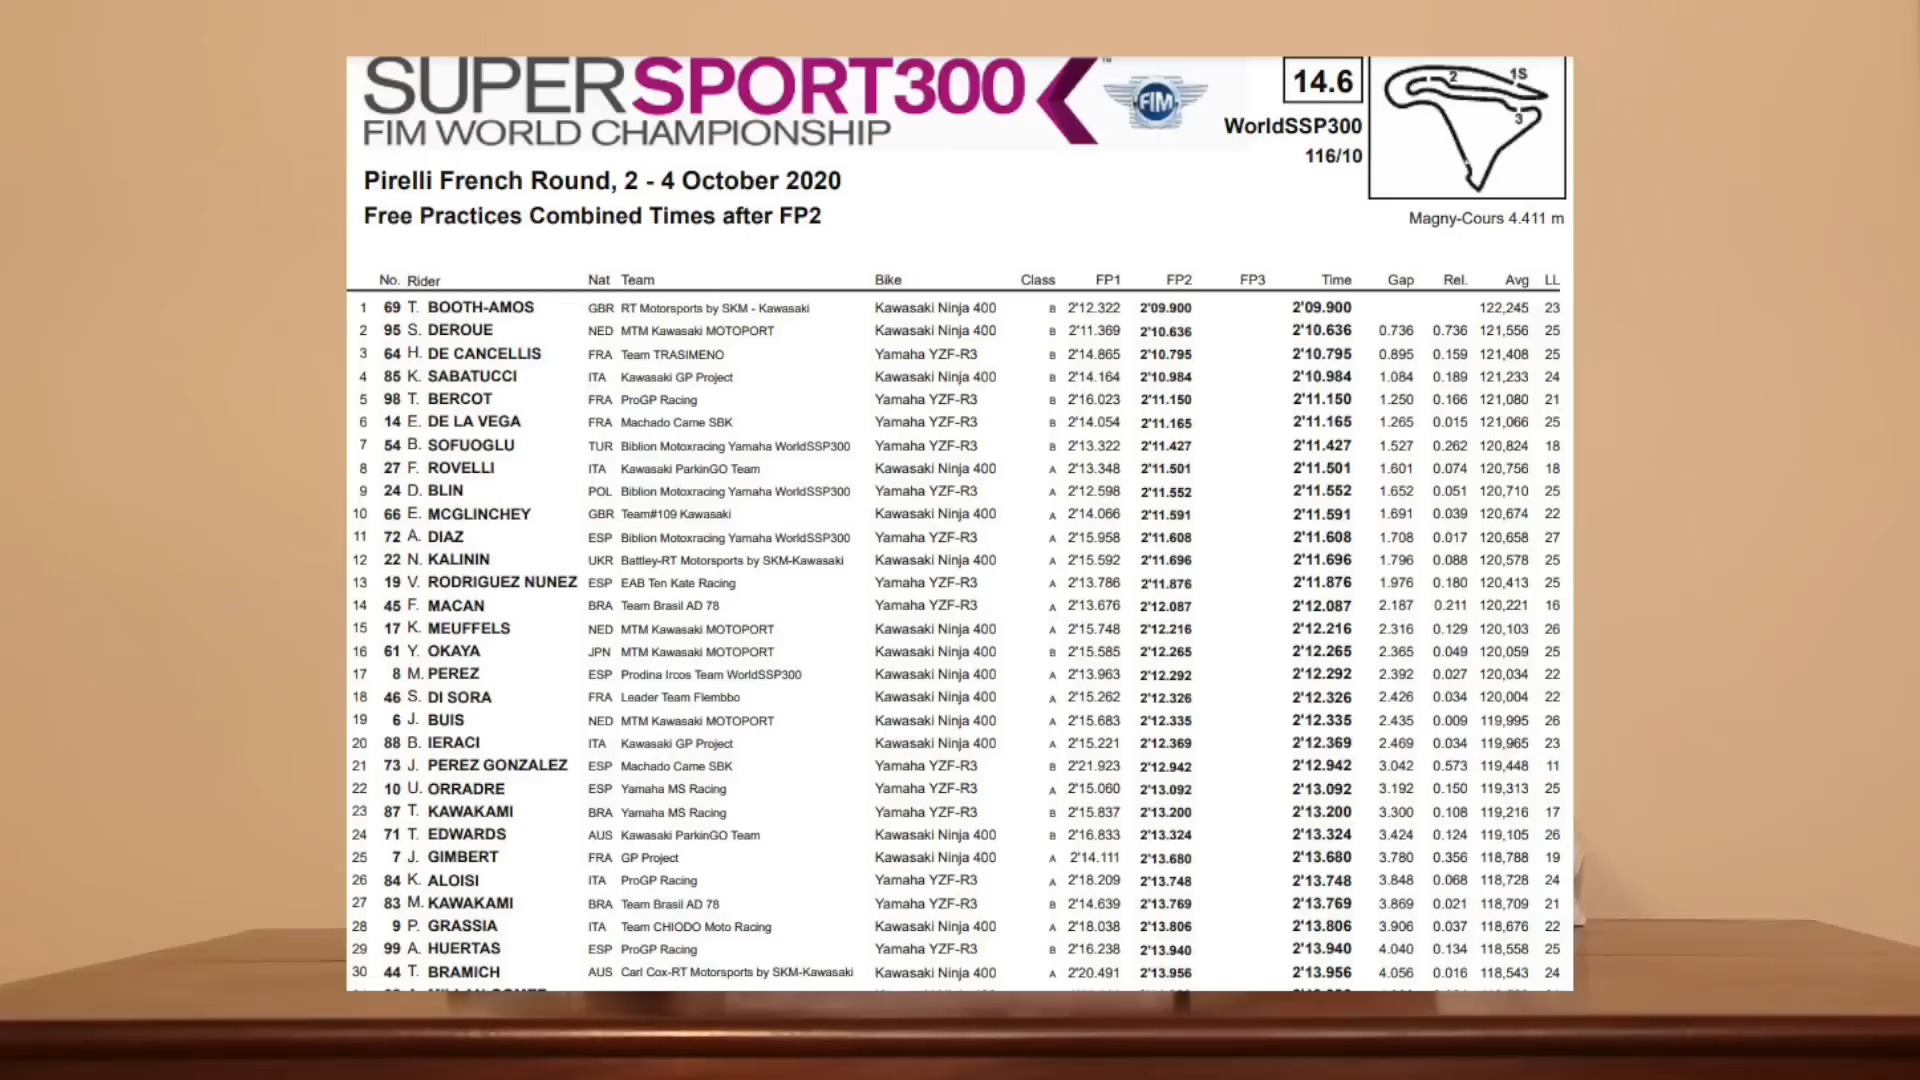 SUPERSPORT300 ™
FIM WORLD CHAMPIONSHIP
FIM
14.6
WorldSSP300
116/10
2 1S
3
Pirelli French Round, 2 - 4 October 2020
Free Practices Combined Times after FP2
Magny-Cours 4.411 m
No. Rider Nat Team Bike Class FP1 FP2 FP3 Time Gap Rel. Avg LL
1 69 T. BOOTH-AMOS GBR RT Motorsports by SKM - Kawasaki Kawasaki Ninja 400 B 2'12.322 2'09.900 2'09.900 122,245 23
2 95 S. DEROUE NED MTM Kawasaki MOTOPORT Kawasaki Ninja 400 B 2'11.369 2'10.636 2'10.636 0.736 0.736 121,556 25
3 64 H. DE CANCELLIS FRA Team TRASIMENO Yamaha YZF-R3 B 2'14.865 2'10.795 2'10.795 0.895 0.159 121,408 25
4 85 K. SABATUCCI ITA Kawasaki GP Project Kawasaki Ninja 400 B 2'14.164 2'10.984 2'10.984 1.084 0.189 121,233 24
5 98 T. BERCOT FRA ProGP Racing Yamaha YZF-R3 B 2'16.023 2'11.150 2'11.150 1.250 0.166 121,080 21
6 14 E. DE LA VEGA FRA Machado Came SBK Yamaha YZF-R3 B 2'14.054 2'11.165 2'11.165 1.265 0.015 121,066 25
7 54 B. SOFUOGLU TUR Biblion Motoxracing Yamaha WorldSSP300 Yamaha YZF-R3 B 2'13.322 2'11.427 2'11.427 1.527 0.262 120,824 18
8 27 F. ROVELLI ITA Kawasaki ParkinGO Team Kawasaki Ninja 400 A 2'13.348 2'11.501 2'11.501 1.601 0.074 120,756 18
9 24 D. BLIN POL Biblion Motoxracing Yamaha WorldSSP300 Yamaha YZF-R3 A 2'12.598 2'11.552 2'11.552 1.652 0.051 120,710 25
10 66 E. MCGLINCHEY GBR Team#109 Kawasaki Kawasaki Ninja 400 A 2'14.066 2'11.591 2'11.591 1.691 0.039 120,674 22
11 72 A. DIAZ ESP Biblion Motoxracing Yamaha WorldSSP300 Yamaha YZF-R3 A 2'15.958 2'11.608 2'11.608 1.708 0.017 120,658 27
12 22 N. KALININ UKR Battley-RT Motorsports by SKM-Kawasaki Kawasaki Ninja 400 A 2'15.592 2'11.696 2'11.696 1.796 0.088 120,578 25
13 19 V. RODRIGUEZ NUNEZ ESP EAB Ten Kate Racing Yamaha YZF-R3 A 2'13.786 2'11.876 2'11.876 1.976 0.180 120,413 25
14 45 F. MACAN BRA Team Brasil AD 78 Yamaha YZF-R3 A 2'13.676 2'12.087 2'12.087 2.187 0.211 120,221 16
15 17 K. MEUFFELS NED MTM Kawasaki MOTOPORT Kawasaki Ninja 400 A 2'15.748 2'12.216 2'12.216 2.316 0.129 120,103 26
16 61 Y. OKAYA JPN MTM Kawasaki MOTOPORT Kawasaki Ninja 400 B 2'15.585 2'12.265 2'12.265 2.365 0.049 120,059 25
17 8 M. PEREZ ESP Prodina Ircos Team WorldSSP300 Kawasaki Ninja 400 A 2'13.963 2'12.292 2'12.292 2.392 0.027 120,034 22
18 46 S. DI SORA FRA Leader Team Flembbo Kawasaki Ninja 400 A 2'15.262 2'12.326 2'12.326 2.426 0.034 120,004 22
19 6 J. BUIS NED MTM Kawasaki MOTOPORT Kawasaki Ninja 400 A 2'15.683 2'12.335 2'12.335 2.435 0.009 119,995 26
20 88 B. IERACI ITA Kawasaki GP Project Kawasaki Ninja 400 A 2'15.221 2'12.369 2'12.369 2.469 0.034 119,965 23
21 73 J. PEREZ GONZALEZ ESP Machado Came SBK Yamaha YZF-R3 B 2'21.923 2'12.942 2'12.942 3.042 0.573 119,448 11
22 10 U. ORRADRE ESP Yamaha MS Racing Yamaha YZF-R3 A 2'15.060 2'13.092 2'13.092 3.192 0.150 119,313 25
23 87 T. KAWAKAMI BRA Yamaha MS Racing Yamaha YZF-R3 B 2'15.837 2'13.200 2'13.200 3.300 0.108 119,216 17
24 71 T. EDWARDS AUS Kawasaki ParkinGO Team Kawasaki Ninja 400 B 2'16.833 2'13.324 2'13.324 3.424 0.124 119,105 26
25 7 J. GIMBERT FRA GP Project Kawasaki Ninja 400 A 2'14.111 2'13.680 2'13.680 3.780 0.356 118,788 19
26 84 K. ALOISI ITA ProGP Racing Yamaha YZF-R3 A 2'18.209 2'13.748 2'13.748 3.848 0.068 118,728 24
27 83 M. KAWAKAMI BRA Team Brasil AD 78 Yamaha YZF-R3 B 2'14.639 2'13.769 2'13.769 3.869 0.021 118,709 21
28 9 P. GRASSIA ITA Team CHIODO Moto Racing Kawasaki Ninja 400 A 2'18.038 2'13.806 2'13.806 3.906 0.037 118,676 22
29 99 A. HUERTAS ESP ProGP Racing Yamaha YZF-R3 B 2'16.238 2'13.940 2'13.940 4.040 0.134 118,558 25
30 44 T. BRAMICH AUS Carl Cox-RT Motorsports by SKM-Kawasaki Kawasaki Ninja 400 A 2'20.491 2'13.956 2'13.956 4.056 0.016 118,543 24